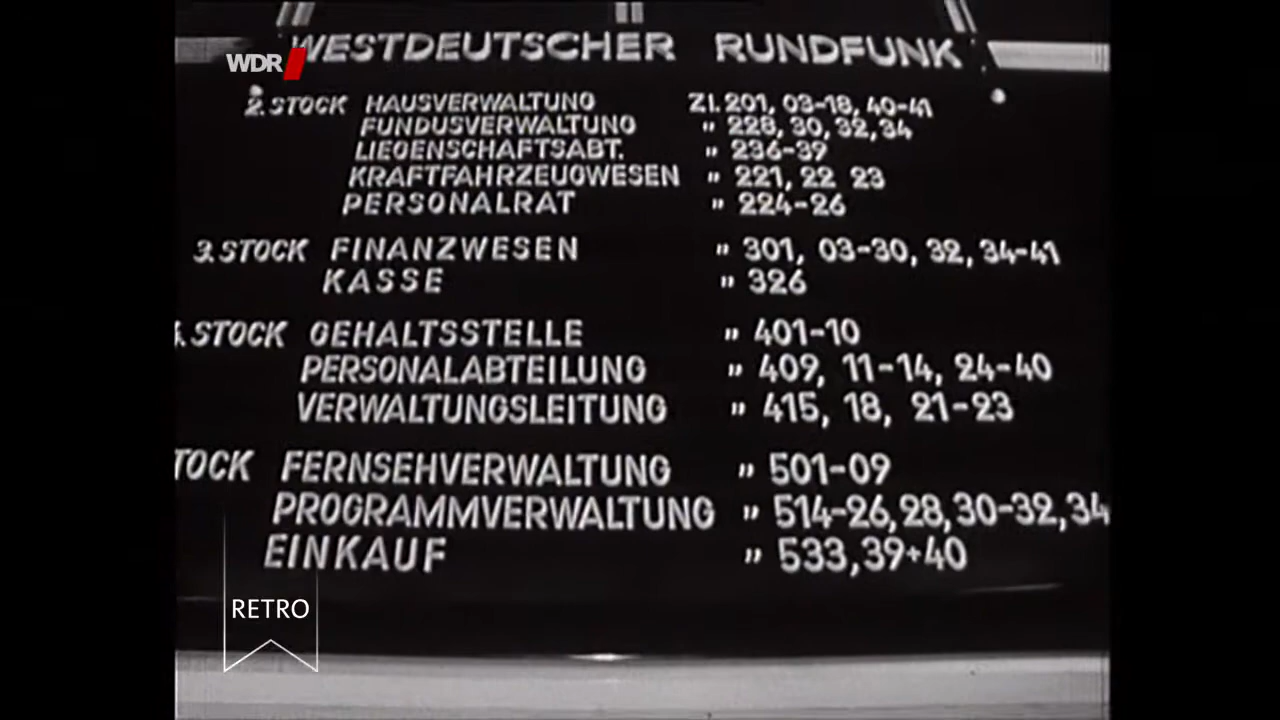 WESTDEUTSCHER RUNDFUNK
WDR
2. STOCK HAUSVERWALTUNG ZI. 201, 03-18, 40-41
FUNDUSVERWALTUNG " 228, 30, 32, 34
LIEGENSCHAFTSABT. " 236-39
KRAFTFAHRZEUGWESEN " 221, 22 23
PERSONALRAT " 224-26
3. STOCK FINANZWESEN " 301, 03-30, 32, 34-41
KASSE " 326
. STOCK GEHALTSSTELLE " 401-10
PERSONALABTEILUNG " 409, 11-14, 24-40
VERWALTUNGSLEITUNG " 415, 18, 21-23
TOCK FERNSEHVERWALTUNG " 501-09
PROGRAMMVERWALTUNG " 514-26, 28, 30-32, 34
EINKAUF " 533, 39+40
RETRO